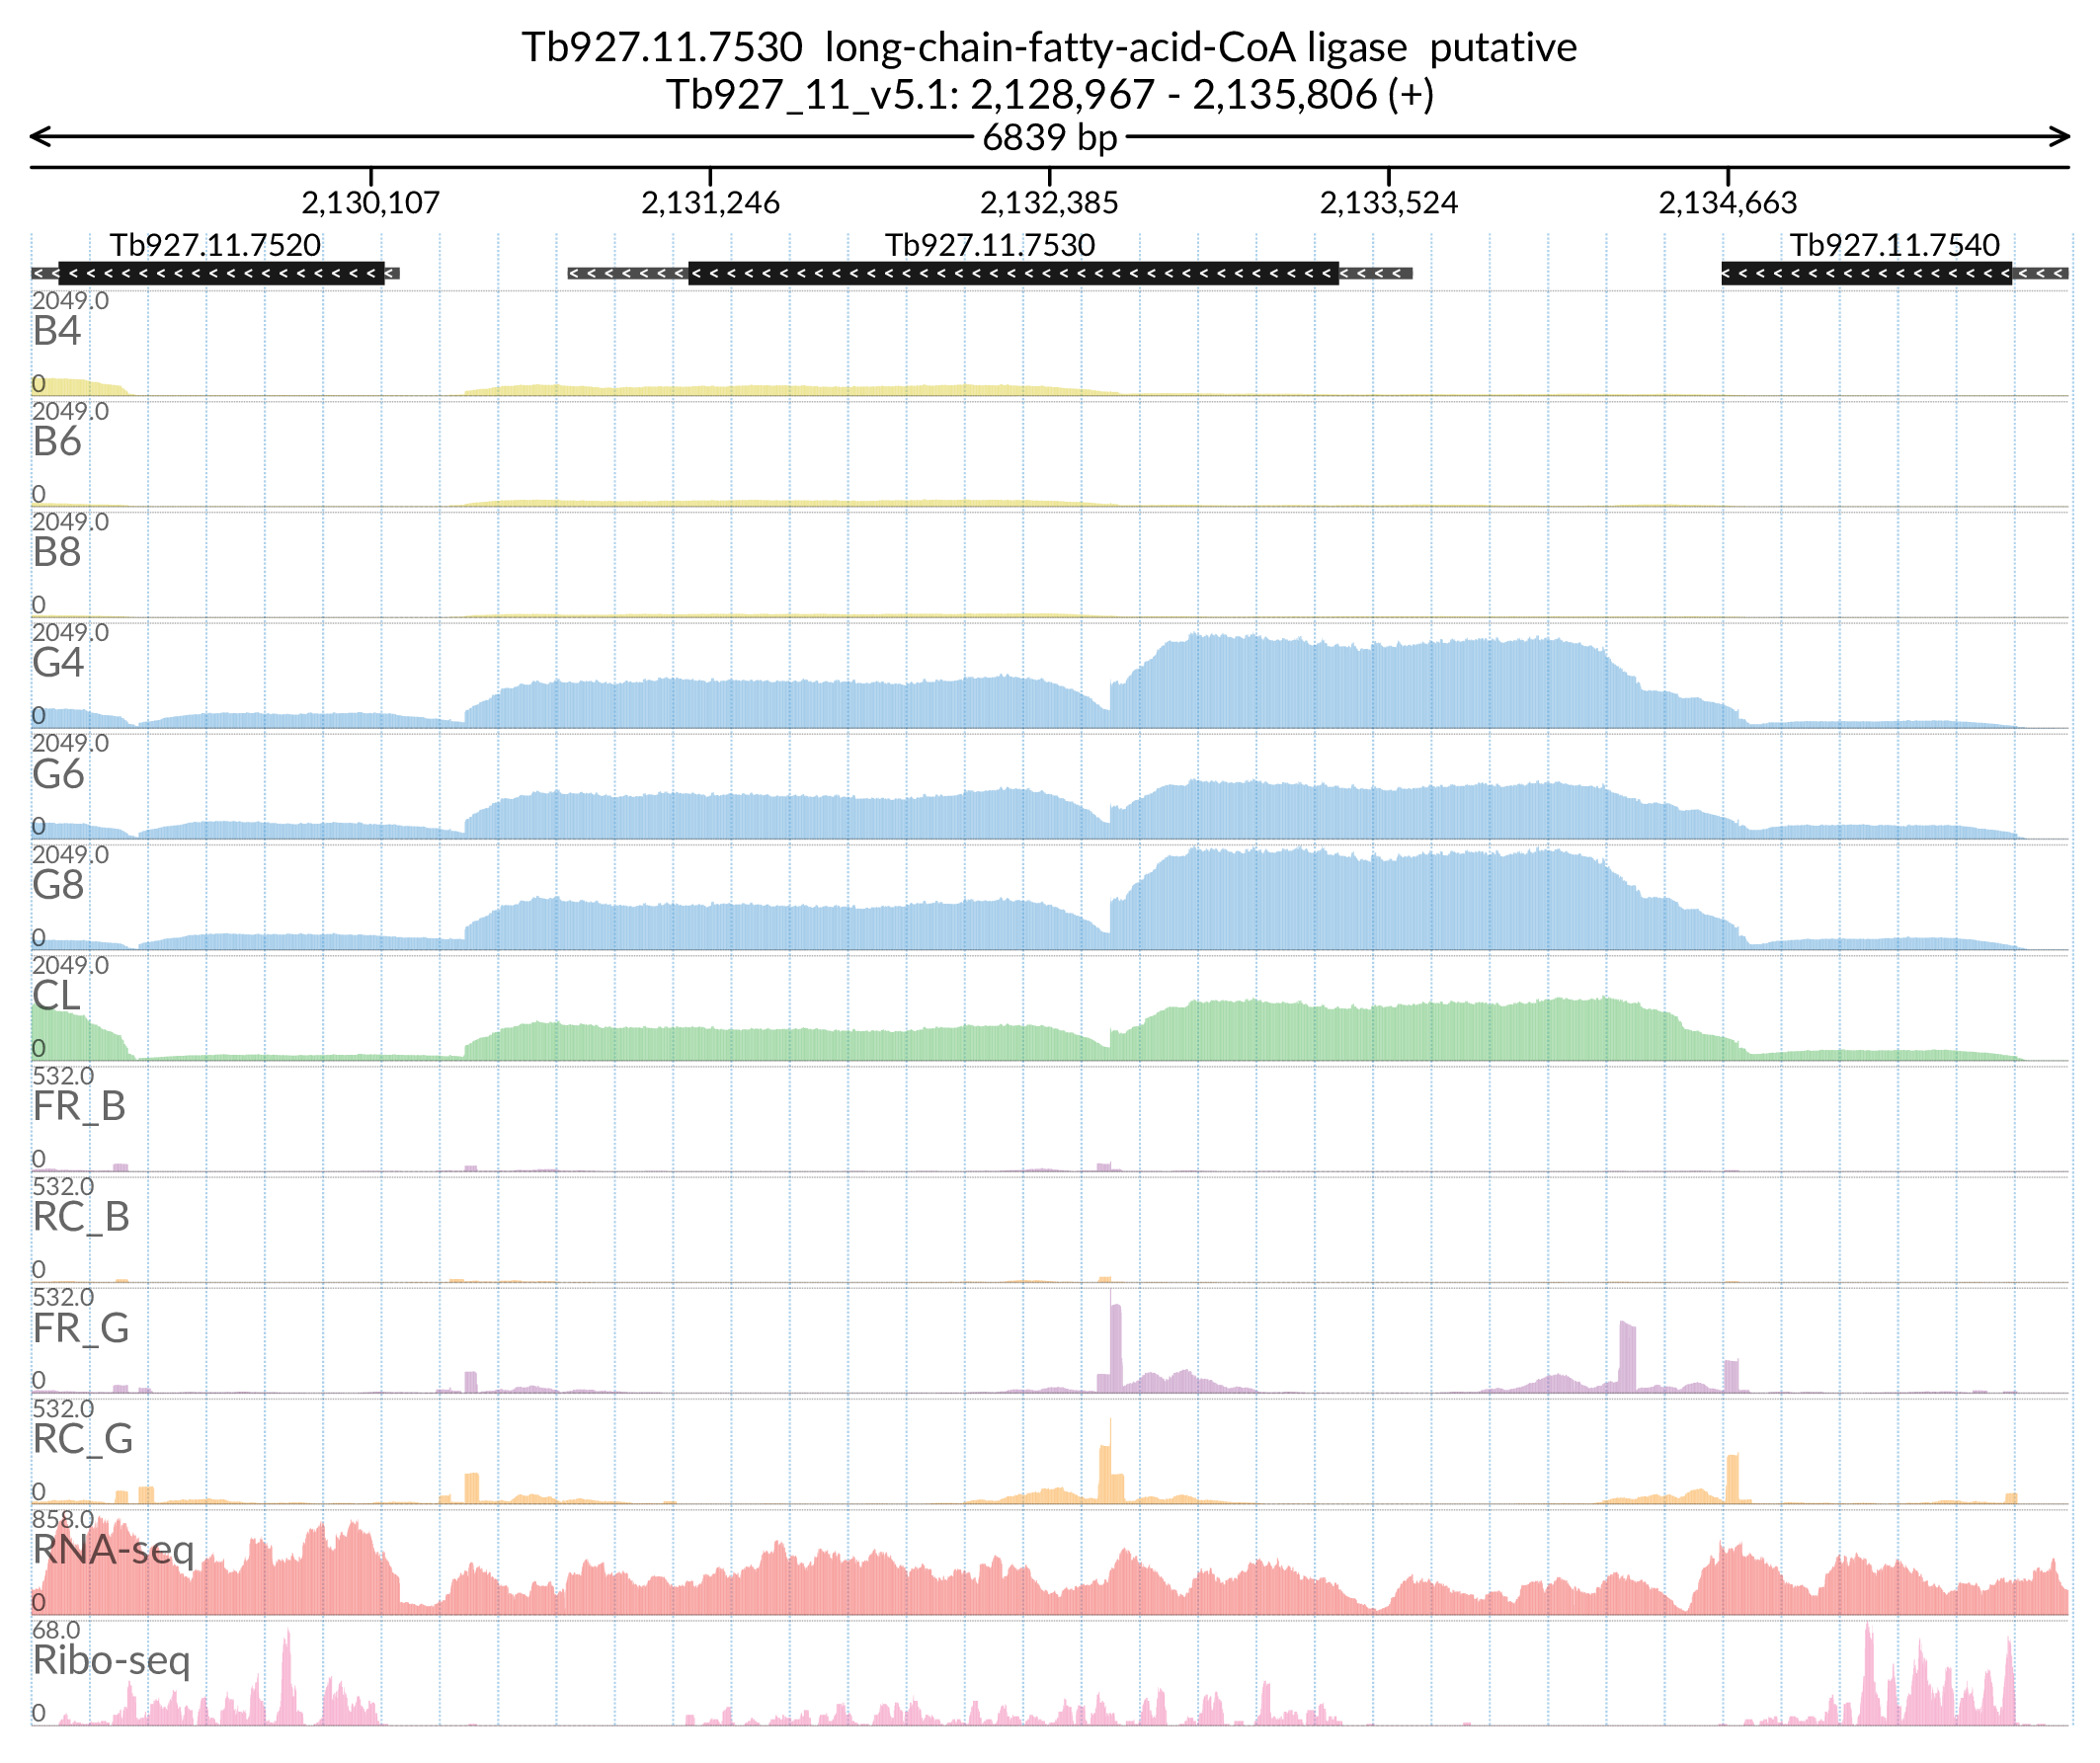 Tb927.11.7530 long-chain-fatty-acid-CoA ligase putative
Tb927_11_v5.1: 2,128,967 - 2,135,806 (+)
6839 bp
2,130,107 2,131,246 2,132,385 2,133,524 2,134,663
Tb927.11.7520 Tb927.11.7530 Tb927.11.7540
2049.0
B4
0
2049.0
B6
0
2049.0
B8
0
2049.0
G4
0
2049.0
G6
0
2049.0
G8
0
2049.0
CL
0
532.0
FR_B
0
532.0
RC_B
0
532.0
FR_G
0
532.0
RC_G
0
858.0
RNA-seq
0
68.0
Ribo-seq
0